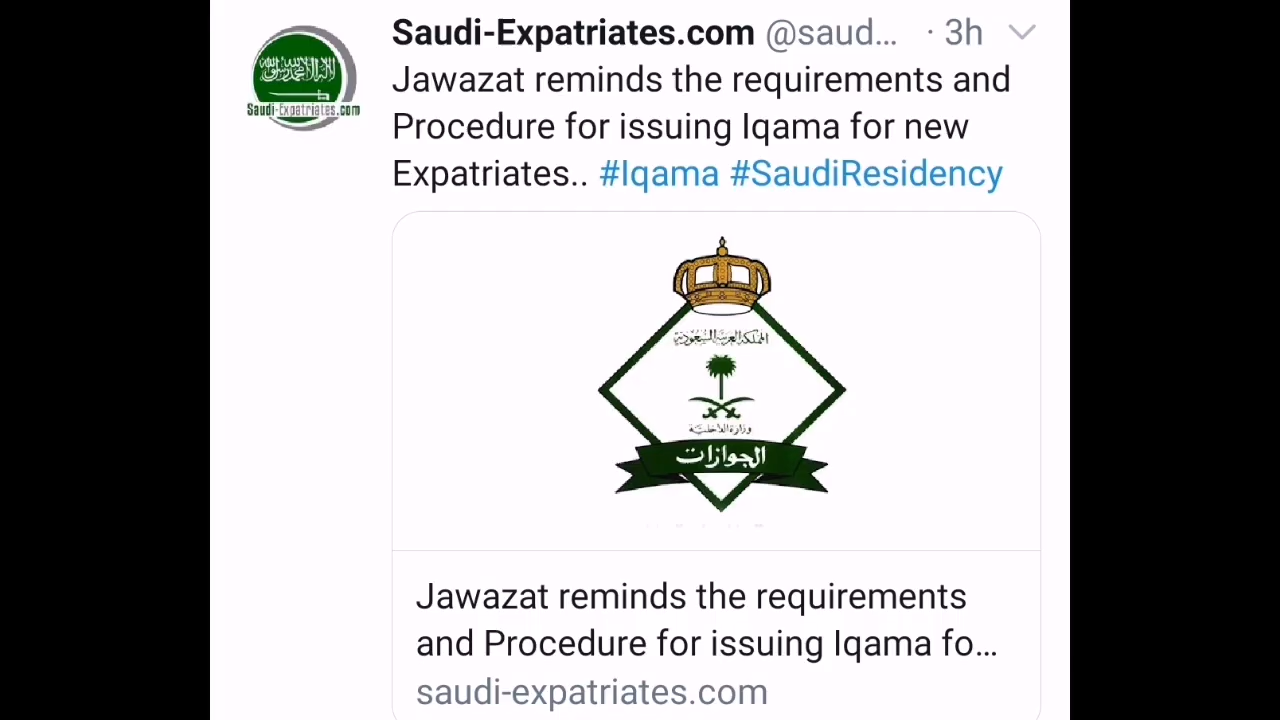 Saudi-Expatriates.com @saud... · 3h
Jawazat reminds the requirements and
Procedure for issuing Iqama for new
Expatriates.. #Iqama #SaudiResidency
Saudi-Expatriates.com
المملكة العربية السعودية
وزارة الداخلية
الجوازات
Jawazat reminds the requirements
and Procedure for issuing Iqama fo...
saudi-expatriates.com